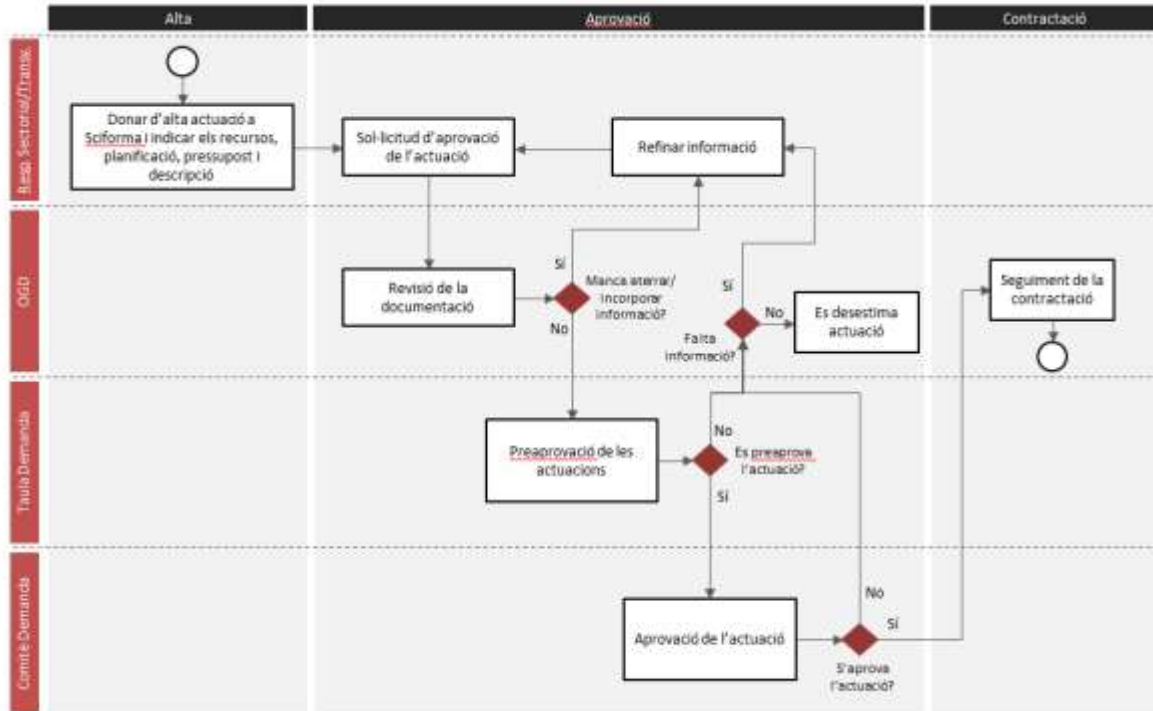 Alta
Aprovació
Contractació
Resp. Sectorial/Transv.
Donar d'alta actuació a
Sciforma i indicar els recursos,
planificació, pressupost i
descripció
Sol·licitud d'aprovació
de l'actuació
Refinar informació
OGD
Revisió de la
documentació
Sí
Manca aterrar/
incorporar
informació?
No
Sí
Falta
informació?
No
Es desestima
actuació
Seguiment de la
contractació
Taula Demanda
Preaprovació de les
actuacions
No
Es preaprova
l'actuació?
Sí
Comitè Demanda
Aprovació de l'actuació
No
Sí
S'aprova
l'actuació?